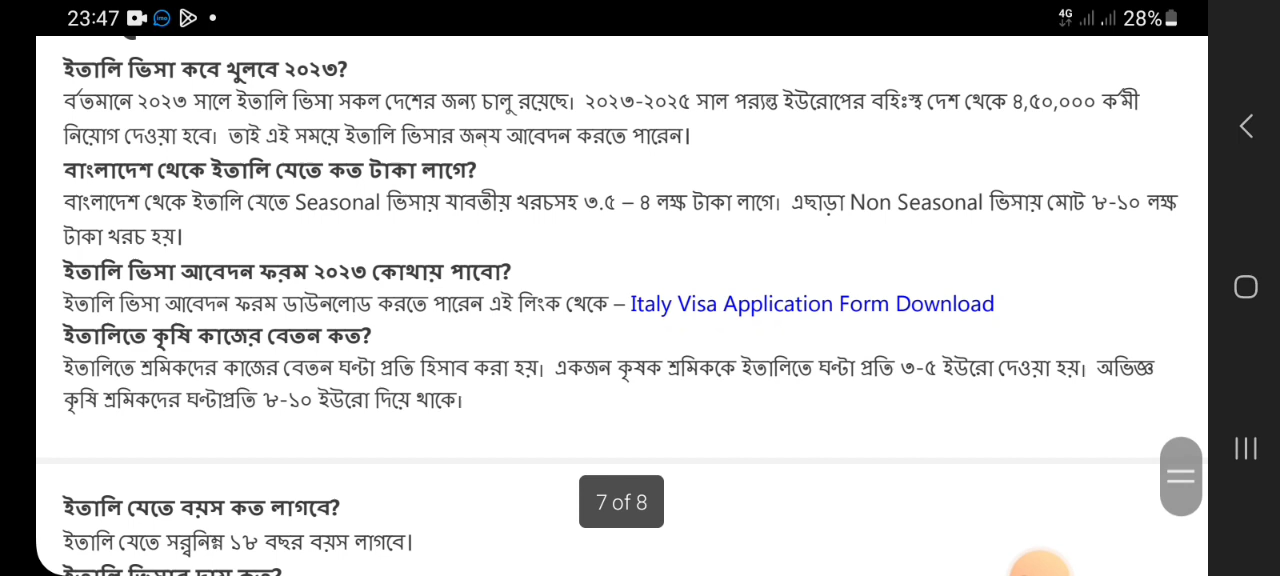 23:47
4G
28%
ইতালি ভিসা কবে খুলবে ২০২৩?
র্বতমানে ২০২৩ সালে ইতালি ভিসা সকল দেশের জন্য চালু রয়েছে। ২০২৩-২০২৫ সাল পর্যন্ত ইউরোপের বহিঃস্থ দেশ থেকে ৪,৫০,০০০ কর্মী
নিয়োগ দেওয়া হবে। তাই এই সময়ে ইতালি ভিসার জন্য আবেদন করতে পারেন।
বাংলাদেশ থেকে ইতালি যেতে কত টাকা লাগে?
বাংলাদেশ থেকে ইতালি যেতে Seasonal ভিসায় যাবতীয় খরচসহ ৩.৫ – ৪ লক্ষ টাকা লাগে। এছাড়া Non Seasonal ভিসায় মোট ৮-১০ লক্ষ
টাকা খরচ হয়।
ইতালি ভিসা আবেদন ফরম ২০২৩ কোথায় পাবো?
ইতালি ভিসা আবেদন ফরম ডাউনলোড করতে পারেন এই লিংক থেকে – Italy Visa Application Form Download
ইতালিতে কৃষি কাজের বেতন কত?
ইতালিতে শ্রমিকদের কাজের বেতন ঘণ্টা প্রতি হিসাব করা হয়। একজন কৃষক শ্রমিককে ইতালিতে ঘণ্টা প্রতি ৩-৫ ইউরো দেওয়া হয়। অভিজ্ঞ
কৃষি শ্রমিকদের ঘণ্টাপ্রতি ৮-১০ ইউরো দিয়ে থাকে।
ইতালি যেতে বয়স কত লাগবে?
7 of 8
ইতালি যেতে সর্বনিম্ন ১৮ বছর বয়স লাগবে।
ইতালি ভিসার দাম কত?